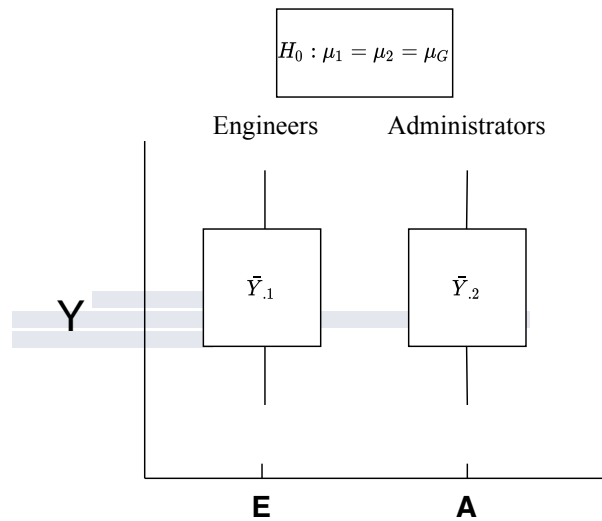 H₀ : μ₁ = μ₂ = μ_G
Engineers Administrators
Ȳ.₁ Ȳ.₂
Y
E A